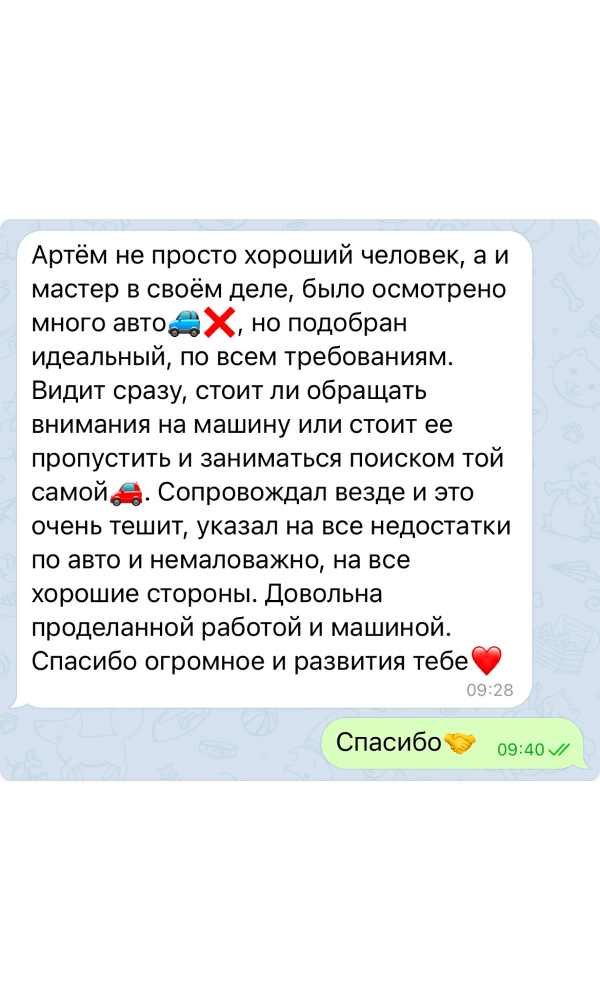 Артём не просто хороший человек, а и
мастер в своём деле, было осмотрено
много авто🚙❌, но подобран
идеальный, по всем требованиям.
Видит сразу, стоит ли обращать
внимания на машину или стоит ее
пропустить и заниматься поиском той
самой🚗. Сопровождал везде и это
очень тешит, указал на все недостатки
по авто и немаловажно, на все
хорошие стороны. Довольна
проделанной работой и машиной.
Спасибо огромное и развития тебе❤️
09:28
Спасибо🤝 09:40